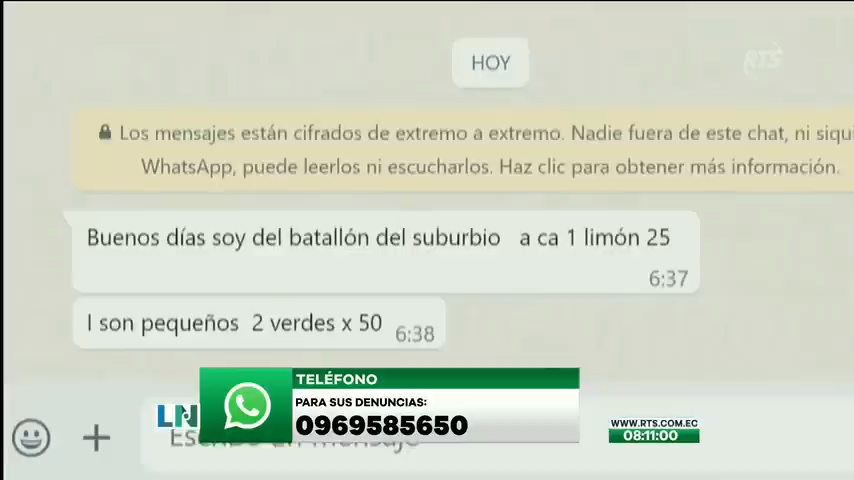 HOY
RTS
Los mensajes están cifrados de extremo a extremo. Nadie fuera de este chat, ni siqui
WhatsApp, puede leerlos ni escucharlos. Haz clic para obtener más información.
Buenos días soy del batallón del suburbio a ca 1 limón 25
6:37
I son pequeños 2 verdes x 50
6:38
TELÉFONO
PARA SUS DENUNCIAS:
0969585650
LN
WWW.RTS.COM.EC
08:11:00